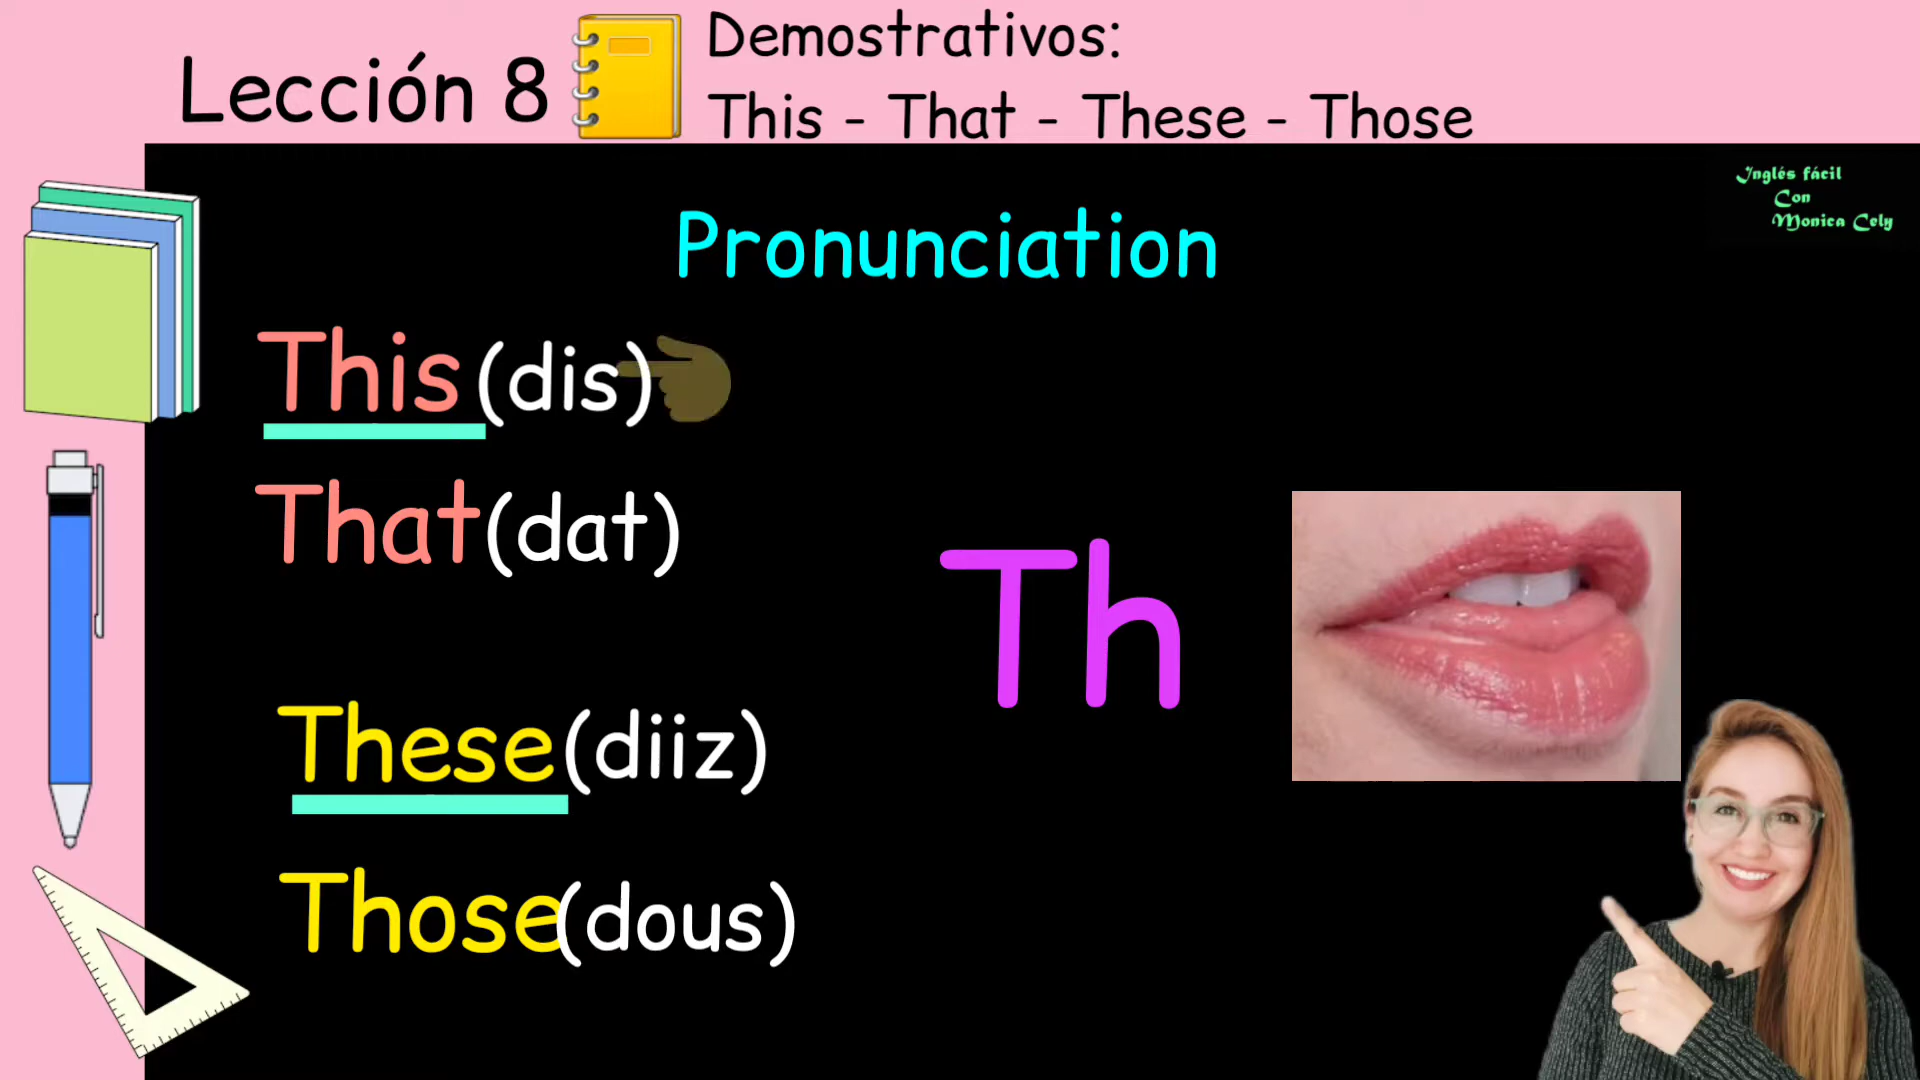 Lección 8
Demostrativos:
This - That - These - Those
Inglés fácil
Con
Monica Cely
Pronunciation
This (dis)
That (dat)
Th
These (diiz)
Those (dous)